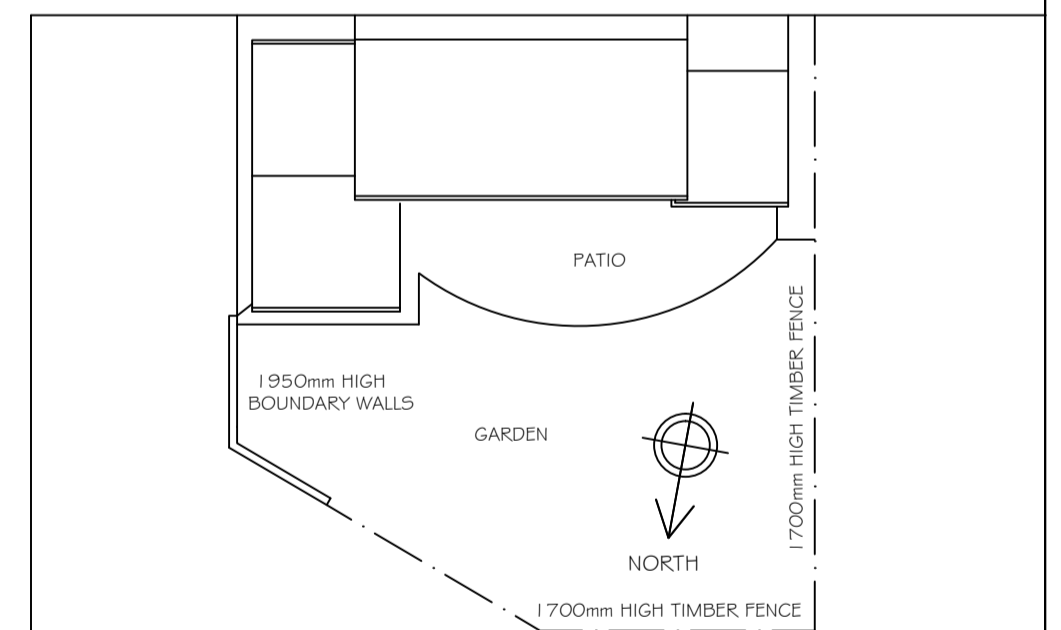 PATIO
1700mm HIGH TIMBER FENCE
1950mm HIGH
BOUNDARY WALLS
GARDEN
NORTH
1700mm HIGH TIMBER FENCE